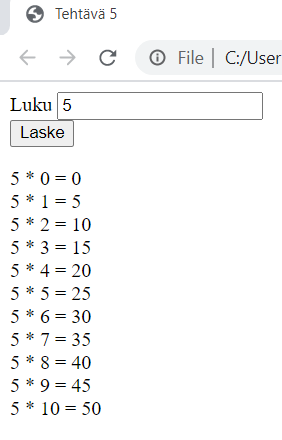 Tehtävä 5
File | C:/User
Luku 5
Laske
5 * 0 = 0
5 * 1 = 5
5 * 2 = 10
5 * 3 = 15
5 * 4 = 20
5 * 5 = 25
5 * 6 = 30
5 * 7 = 35
5 * 8 = 40
5 * 9 = 45
5 * 10 = 50